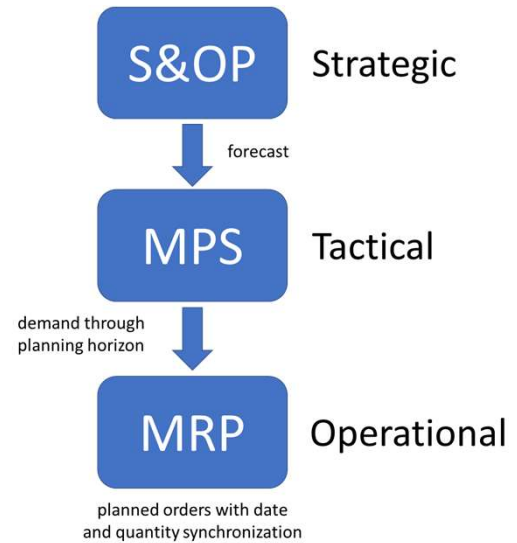 S&OP
Strategic
forecast
MPS
Tactical
demand through
planning horizon
MRP
Operational
planned orders with date
and quantity synchronization